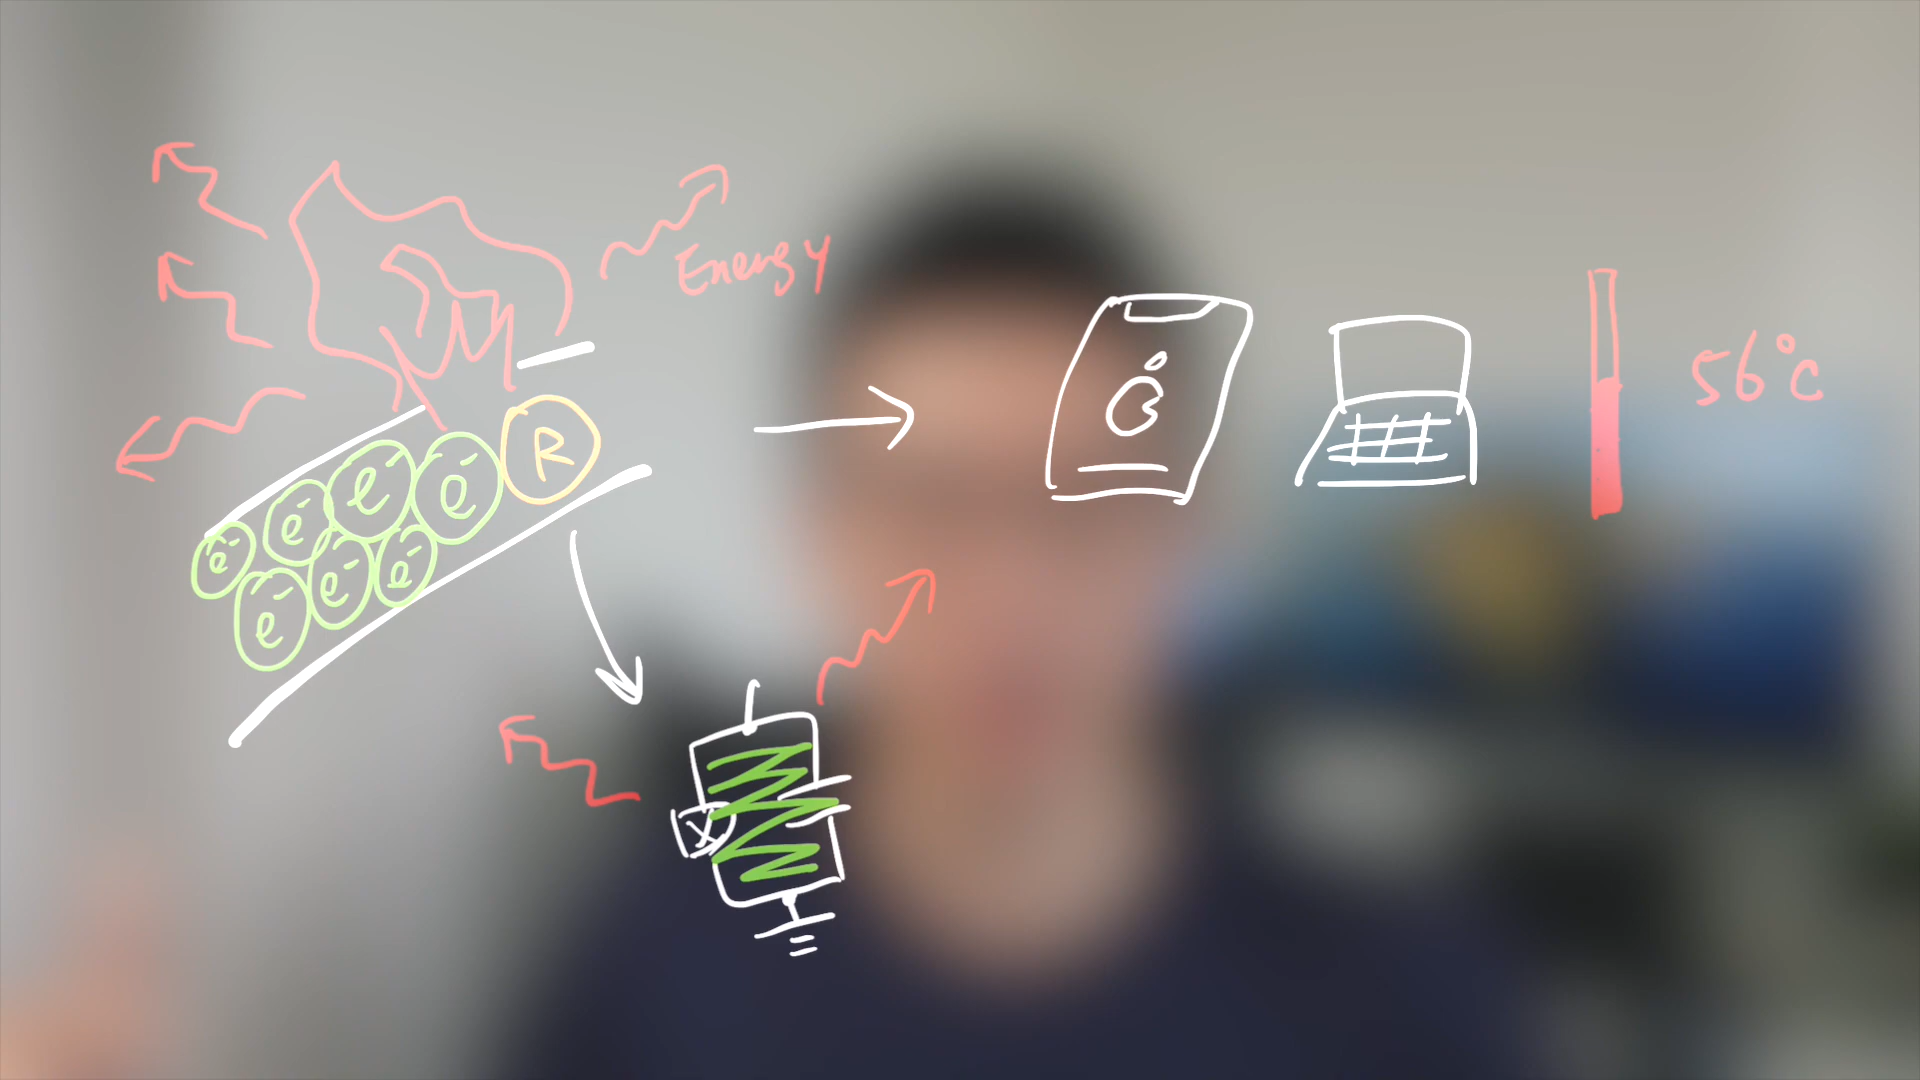 Energy
56°C
R
e⁻ e⁻ e⁻ e⁻
e⁻ e⁻ e⁻
X